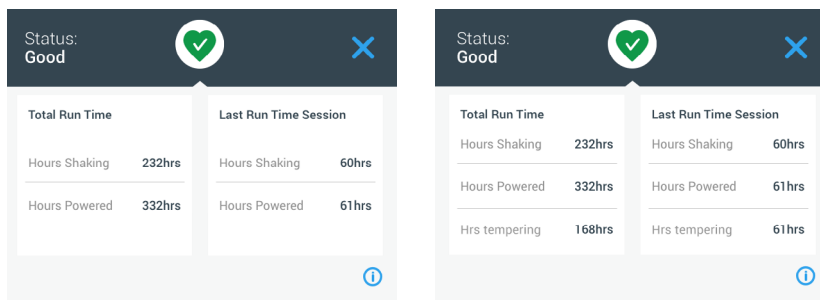 Status:
Good
Total Run Time
Hours Shaking 232hrs
Hours Powered 332hrs
Last Run Time Session
Hours Shaking 60hrs
Hours Powered 61hrs
Status:
Good
Total Run Time
Hours Shaking 232hrs
Hours Powered 332hrs
Hrs tempering 168hrs
Last Run Time Session
Hours Shaking 60hrs
Hours Powered 61hrs
Hrs tempering 61hrs